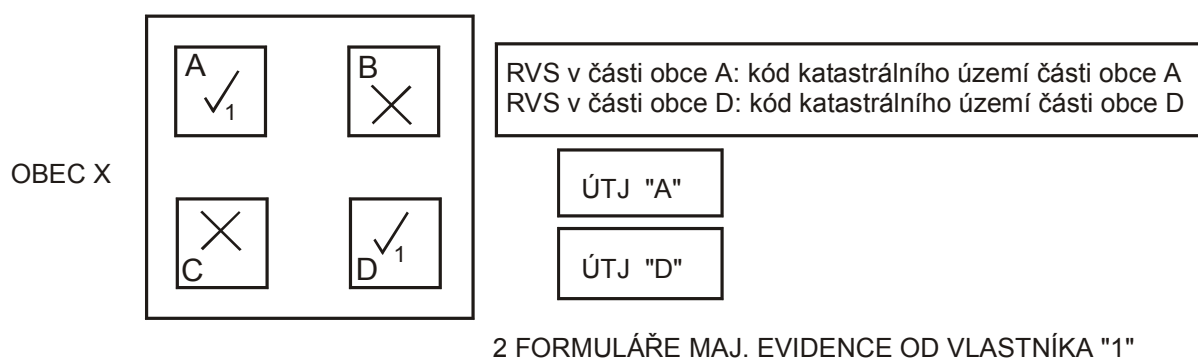 A
1
B
RVS v části obce A: kód katastrálního území části obce A
RVS v části obce D: kód katastrálního území části obce D
OBEC X
ÚTJ "A"
C
D
1
ÚTJ "D"
2 FORMULÁŘE MAJ. EVIDENCE OD VLASTNÍKA "1"